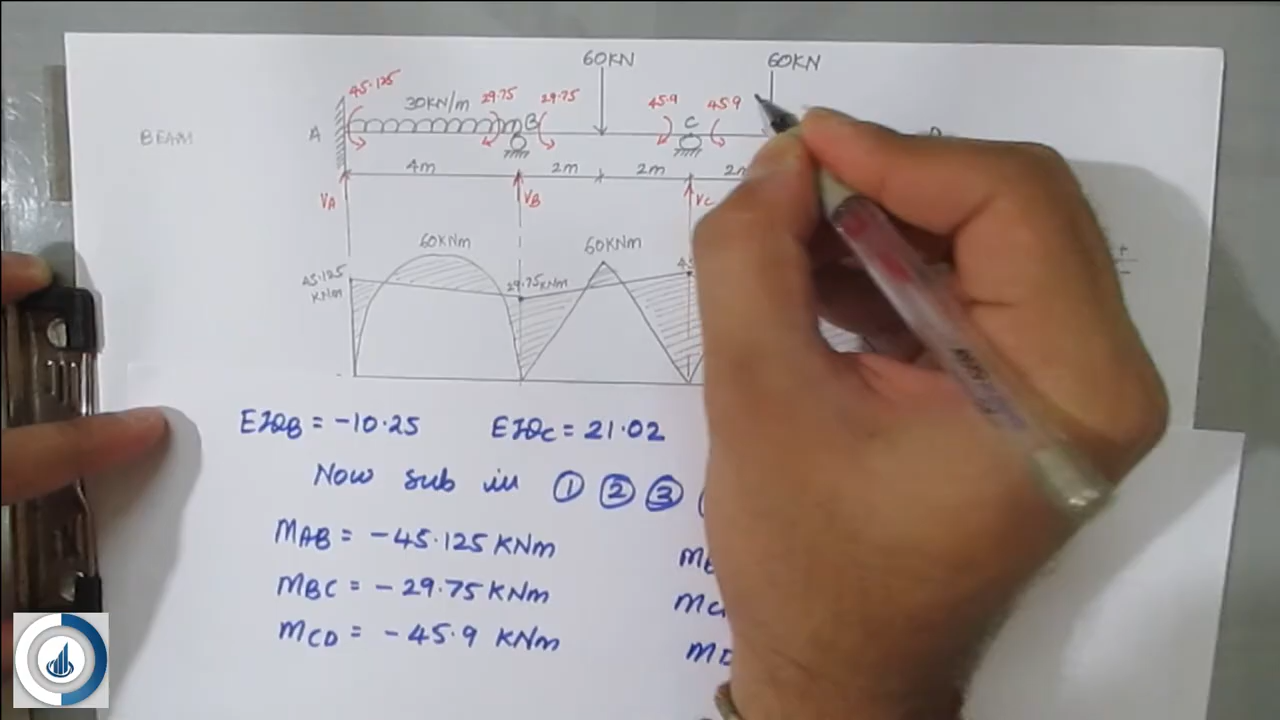 60KN 60KN
45.125 30KN/m 29.75 29.75 45.9 45.9
BEAM A B C
4m 2m 2m 2m
VA VB VC
60KNm 60KNm
45.125 KNm 29.75KNm
EIθB = -10.25 EIθC = 21.02
Now sub in ① ② ③
MAB = -45.125 KNm
MBC = - 29.75 KNm
MCD = - 45.9 KNm